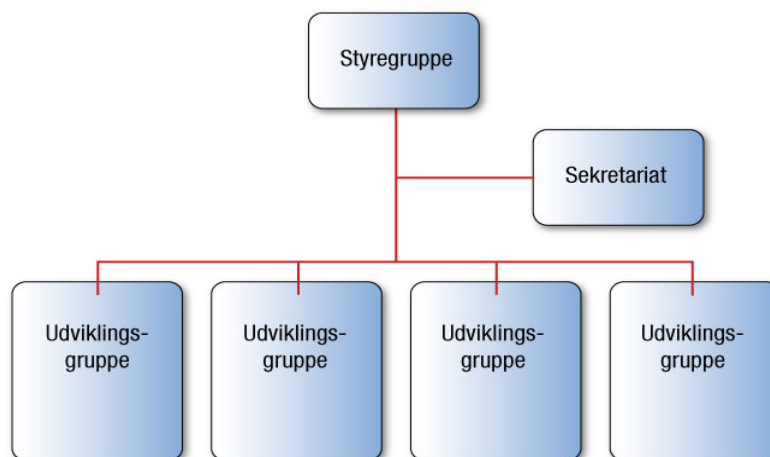 Styregruppe
Sekretariat
Udviklings-
gruppe
Udviklings-
gruppe
Udviklings-
gruppe
Udviklings-
gruppe